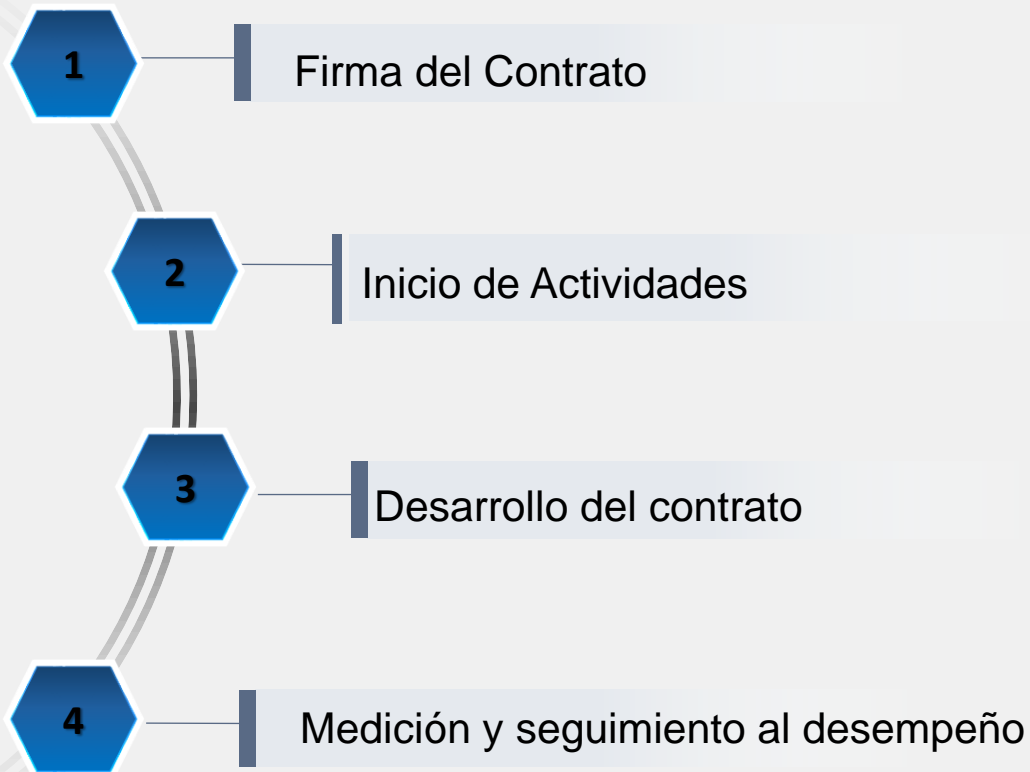 1
Firma del Contrato
2
Inicio de Actividades
3
Desarrollo del contrato
4
Medición y seguimiento al desempeño